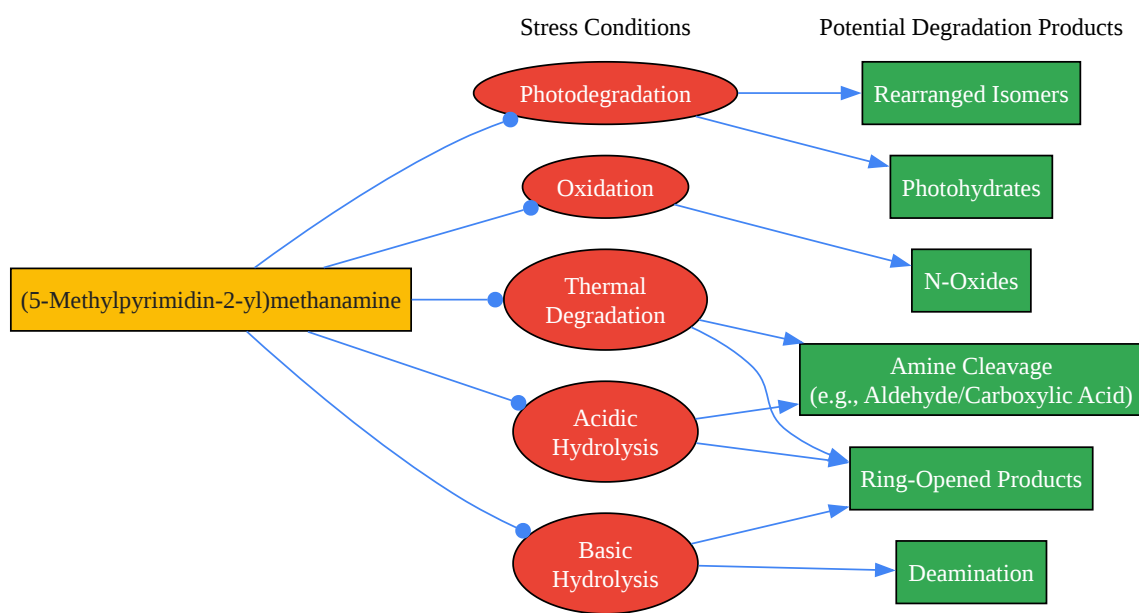 Stress Conditions
Potential Degradation Products
Photodegradation
Rearranged Isomers
Photohydrates
Oxidation
N-Oxides
(5-Methylpyrimidin-2-yl)methanamine
Thermal
Degradation
Amine Cleavage
(e.g., Aldehyde/Carboxylic Acid)
Acidic
Hydrolysis
Ring-Opened Products
Basic
Hydrolysis
Deamination